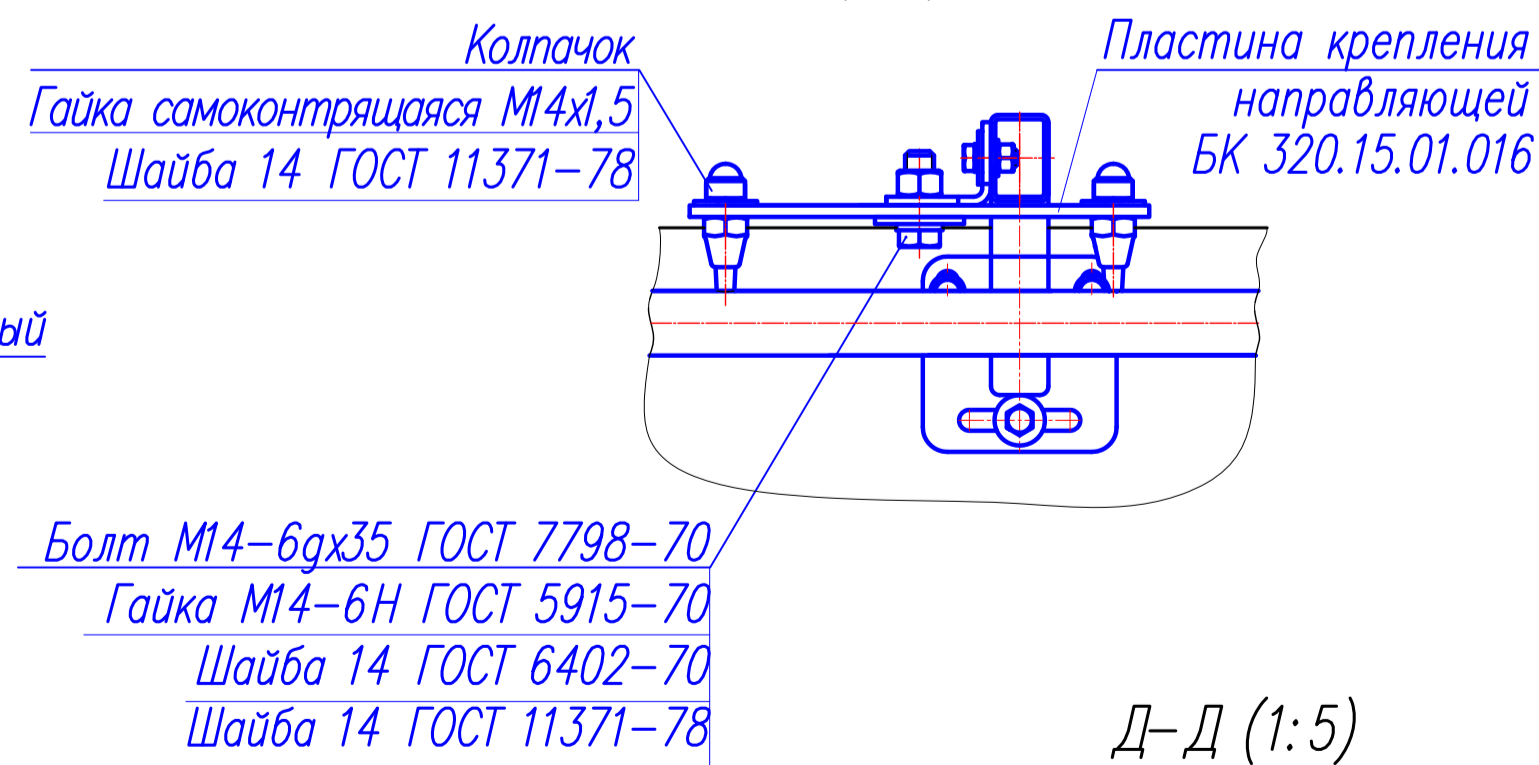 Колпачок
Гайка самоконтрящаяся М14х1,5
Шайба 14 ГОСТ 11371-78
Пластина крепления
направляющей
БК 320.15.01.016
ый
Болт М14-6gх35 ГОСТ 7798-70
Гайка М14-6Н ГОСТ 5915-70
Шайба 14 ГОСТ 6402-70
Шайба 14 ГОСТ 11371-78
Д-Д (1:5)